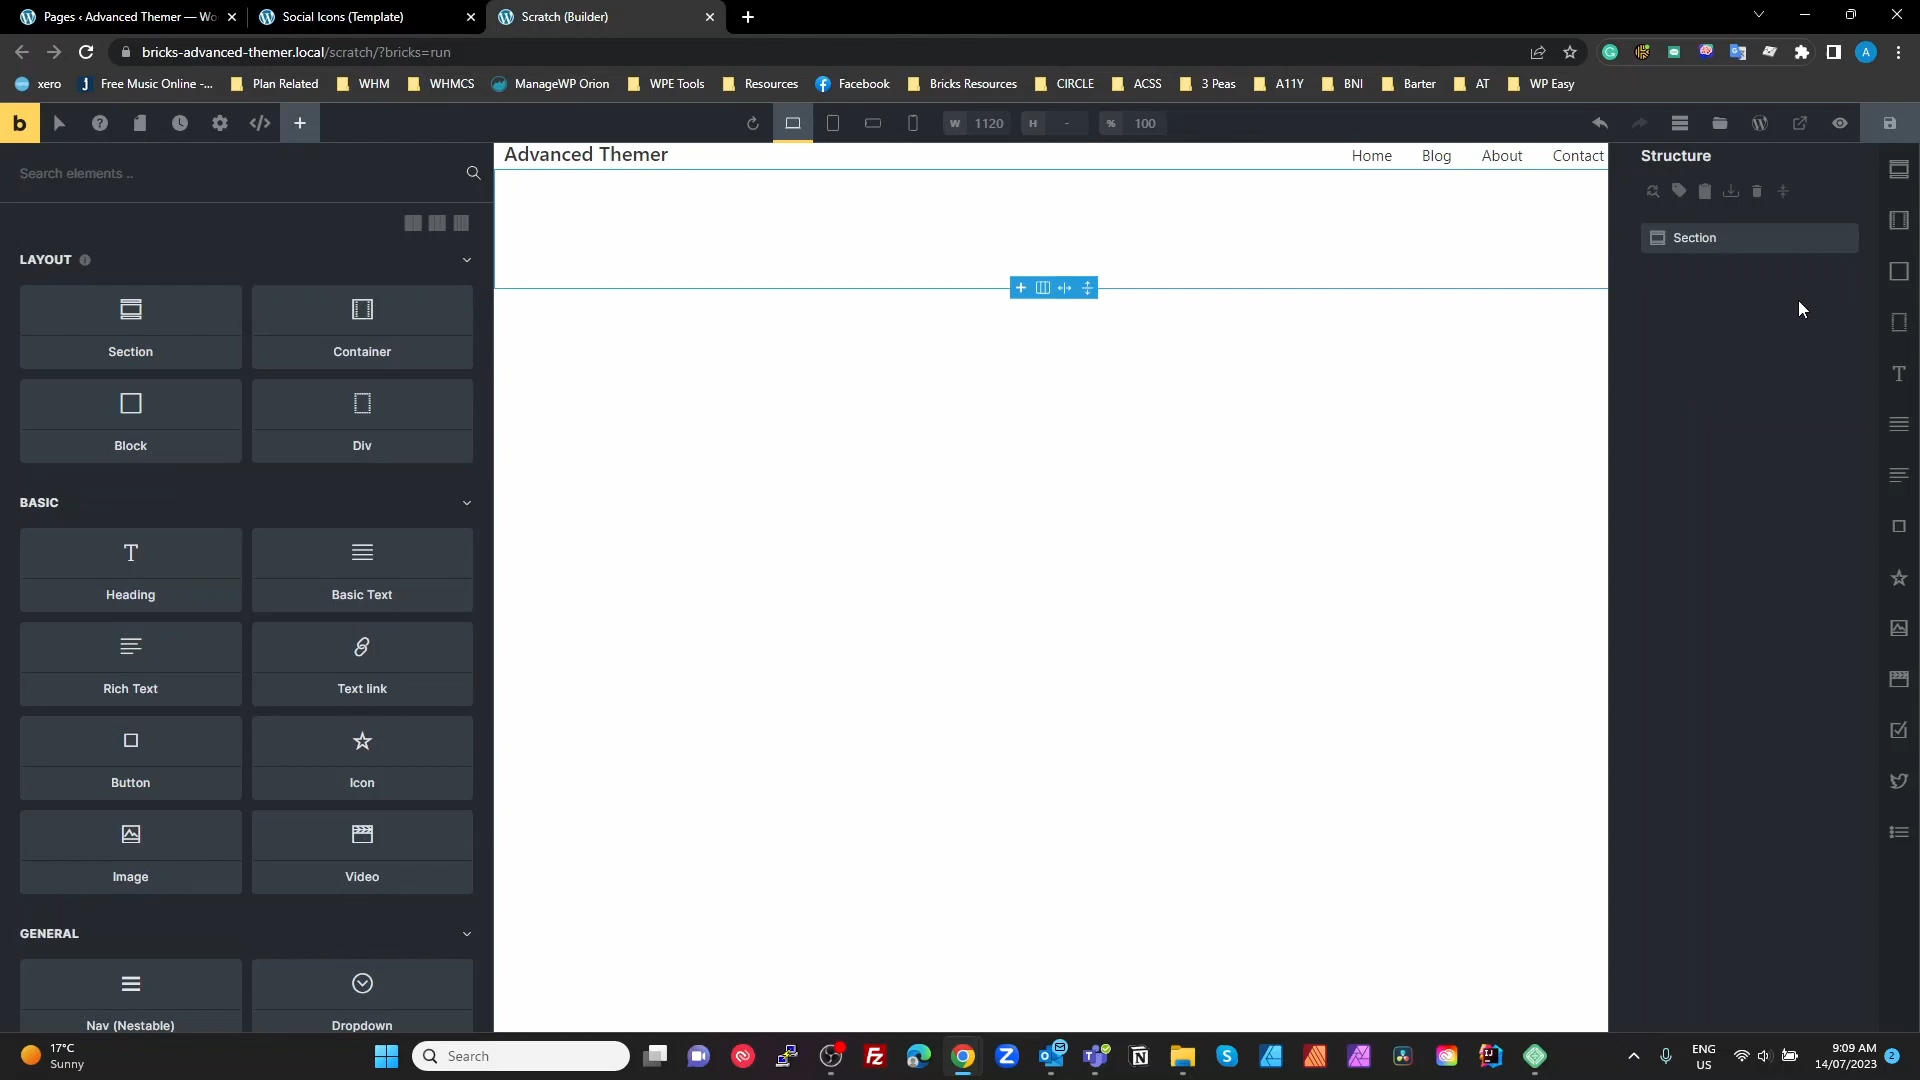 Pages ‹ Advanced Themer — Wo
Social Icons (Template)
Scratch (Builder)
bricks-advanced-themer.local/scratch/?bricks=run
A
xero
Free Music Online -...
Plan Related
WHM
WHMCS
ManageWP Orion
WPE Tools
Resources
Facebook
Bricks Resources
CIRCLE
ACSS
3 Peas
A11Y
BNI
Barter
AT
WP Easy
b
W 1120
H -
% 100
Search elements ..
Advanced Themer
Home
Blog
About
Contact
Structure
Section
LAYOUT
Section
Container
Block
Div
BASIC
Heading
Basic Text
Rich Text
Text link
Button
Icon
Image
Video
GENERAL
Nav (Nestable)
Dropdown
17°C
Sunny
Search
ENG
US
9:09 AM
14/07/2023
2